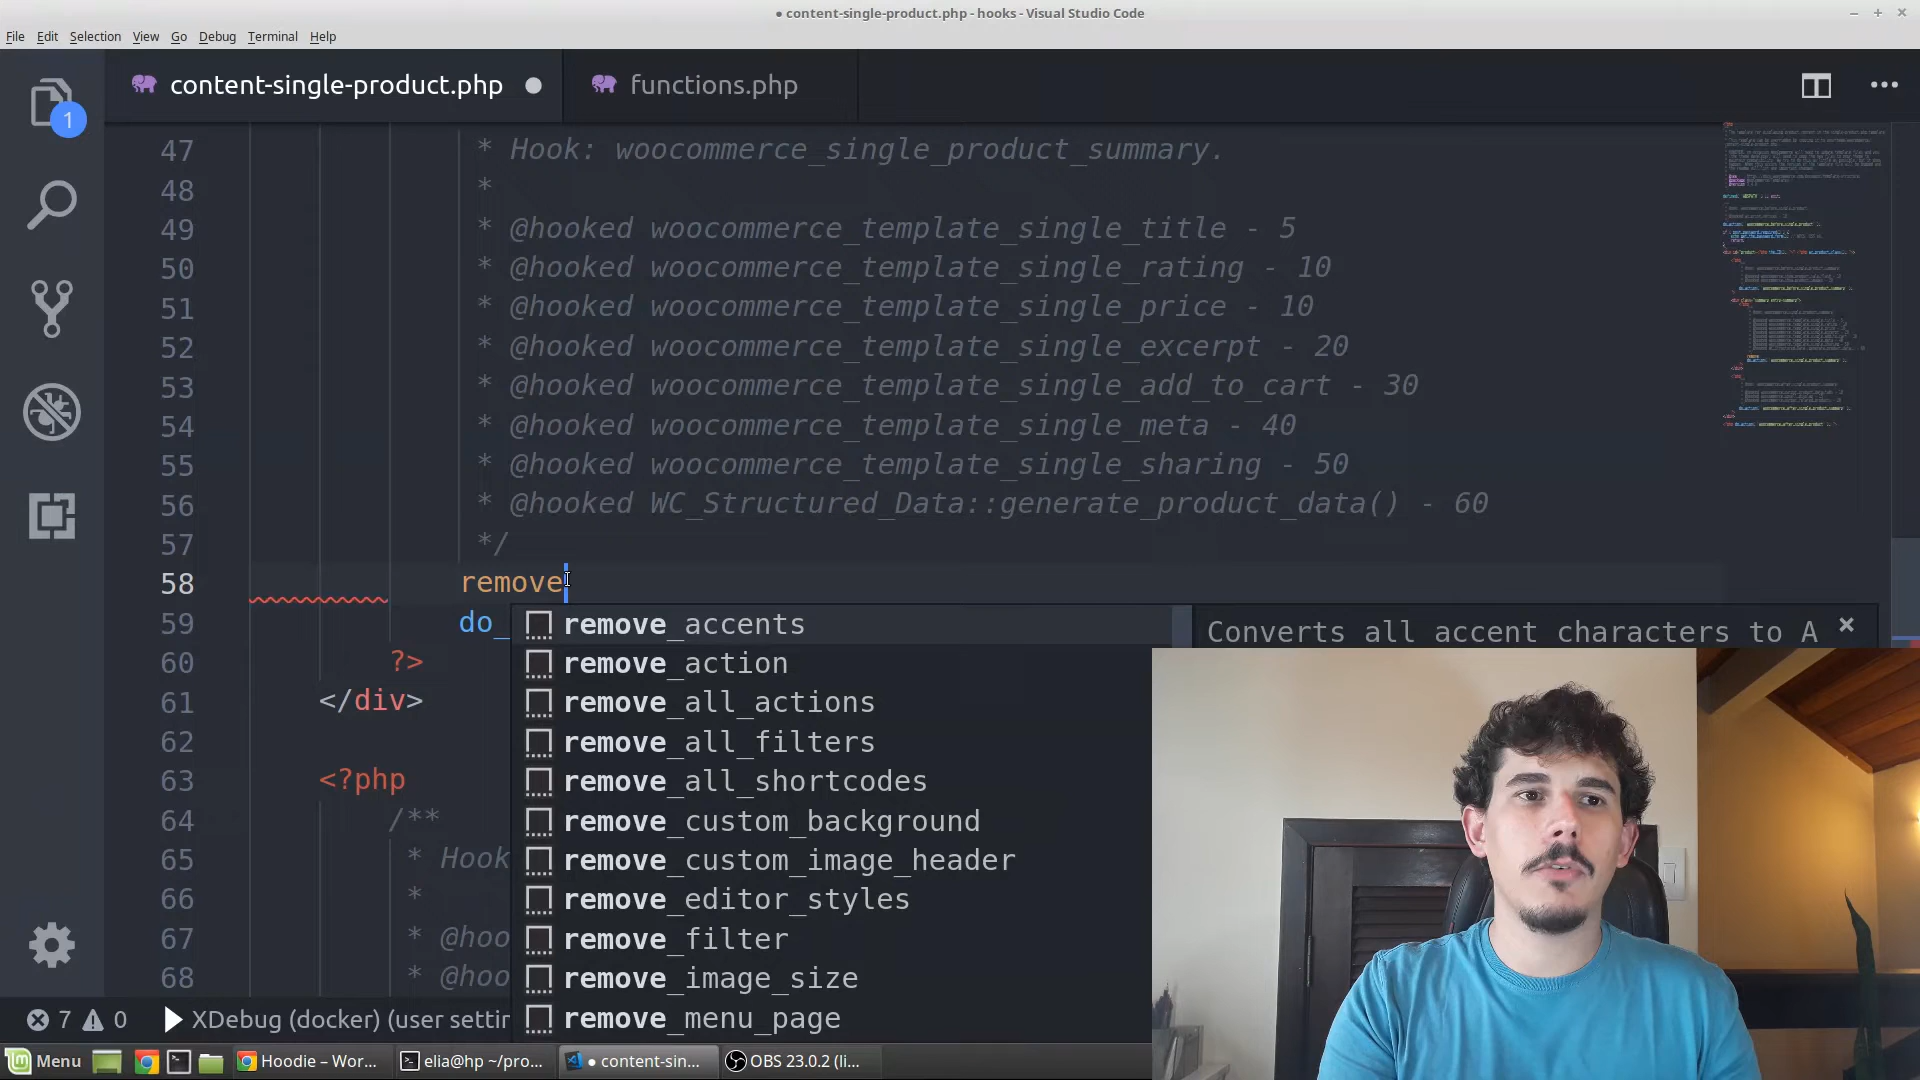 ● content-single-product.php - hooks - Visual Studio Code
File Edit Selection View Go Debug Terminal Help
1
content-single-product.php ●
functions.php
47 * Hook: woocommerce_single_product_summary.
48 *
49 * @hooked woocommerce_template_single_title - 5
50 * @hooked woocommerce_template_single_rating - 10
51 * @hooked woocommerce_template_single_price - 10
52 * @hooked woocommerce_template_single_excerpt - 20
53 * @hooked woocommerce_template_single_add_to_cart - 30
54 * @hooked woocommerce_template_single_meta - 40
55 * @hooked woocommerce_template_single_sharing - 50
56 * @hooked WC_Structured_Data::generate_product_data() - 60
57 */
58 remove
59 do_
60 ?>
61 </div>
62
63 <?php
64 /**
65 * Hook
66 *
67 * @hoo
68 * @hoo
remove_accents
remove_action
remove_all_actions
remove_all_filters
remove_all_shortcodes
remove_custom_background
remove_custom_image_header
remove_editor_styles
remove_filter
remove_image_size
remove_menu_page
Converts all accent characters to A
7 0 XDebug (docker) (user settin
Menu
Hoodie – Wor...
elia@hp ~/pro...
● content-sin...
OBS 23.0.2 (li...